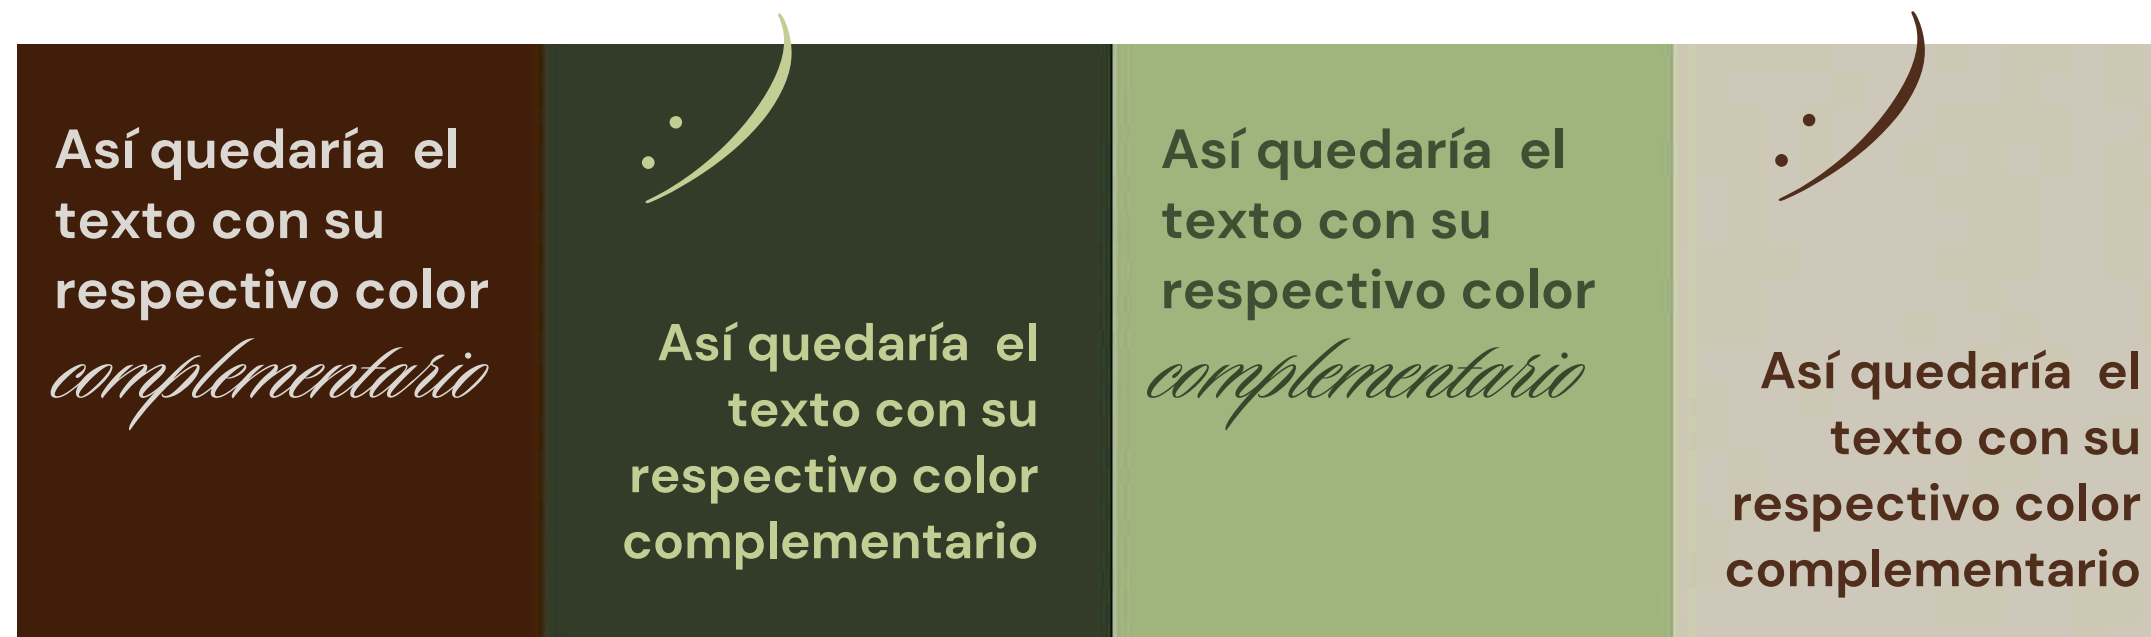 Así quedaría  el
texto con su
respectivo color
complementario
:)
Así quedaría  el
texto con su
respectivo color
complementario
Así quedaría  el
texto con su
respectivo color
complementario
:)
Así quedaría  el
texto con su
respectivo color
complementario